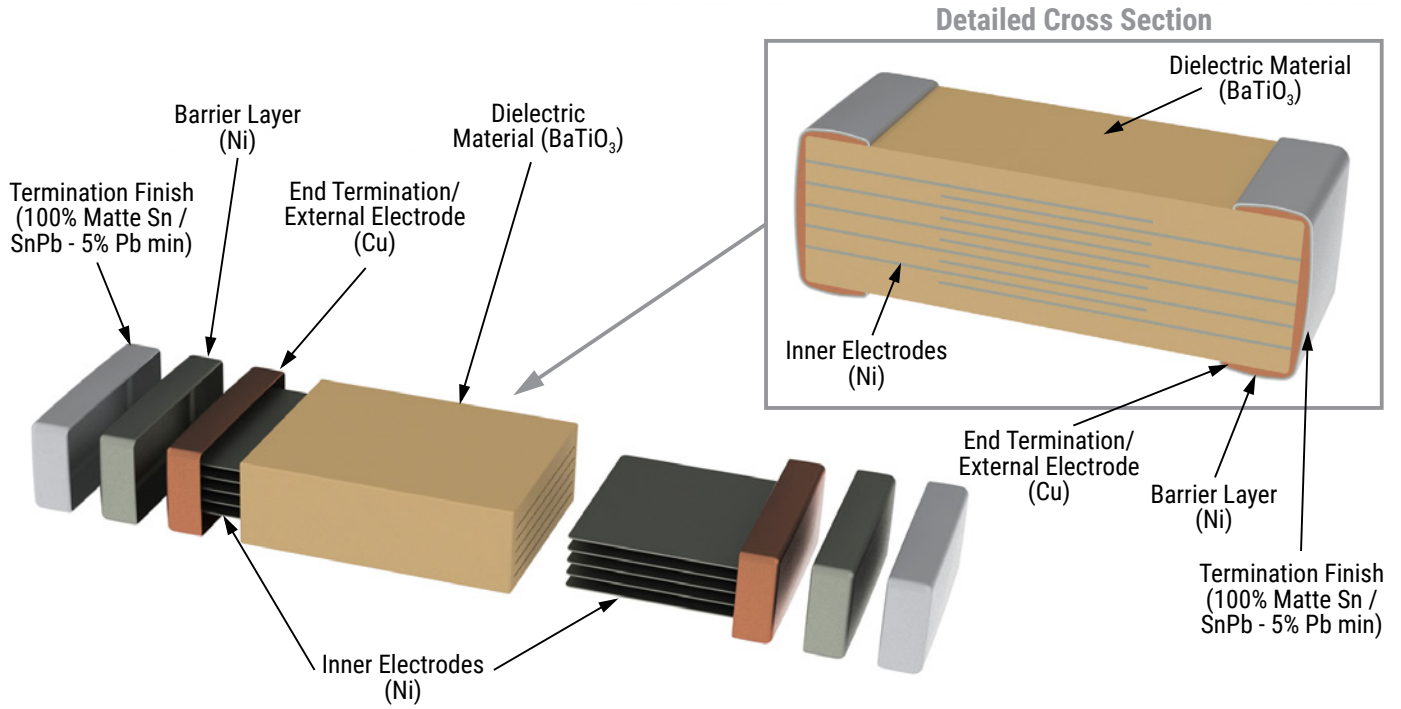 Detailed Cross Section
Dielectric Material
(BaTiO₃)
Inner Electrodes
(Ni)
End Termination/
External Electrode
(Cu)
Barrier Layer
(Ni)
Termination Finish
(100% Matte Sn /
SnPb - 5% Pb min)
Barrier Layer
(Ni)
Dielectric
Material (BaTiO₃)
Termination Finish
(100% Matte Sn /
SnPb - 5% Pb min)
End Termination/
External Electrode
(Cu)
Inner Electrodes
(Ni)